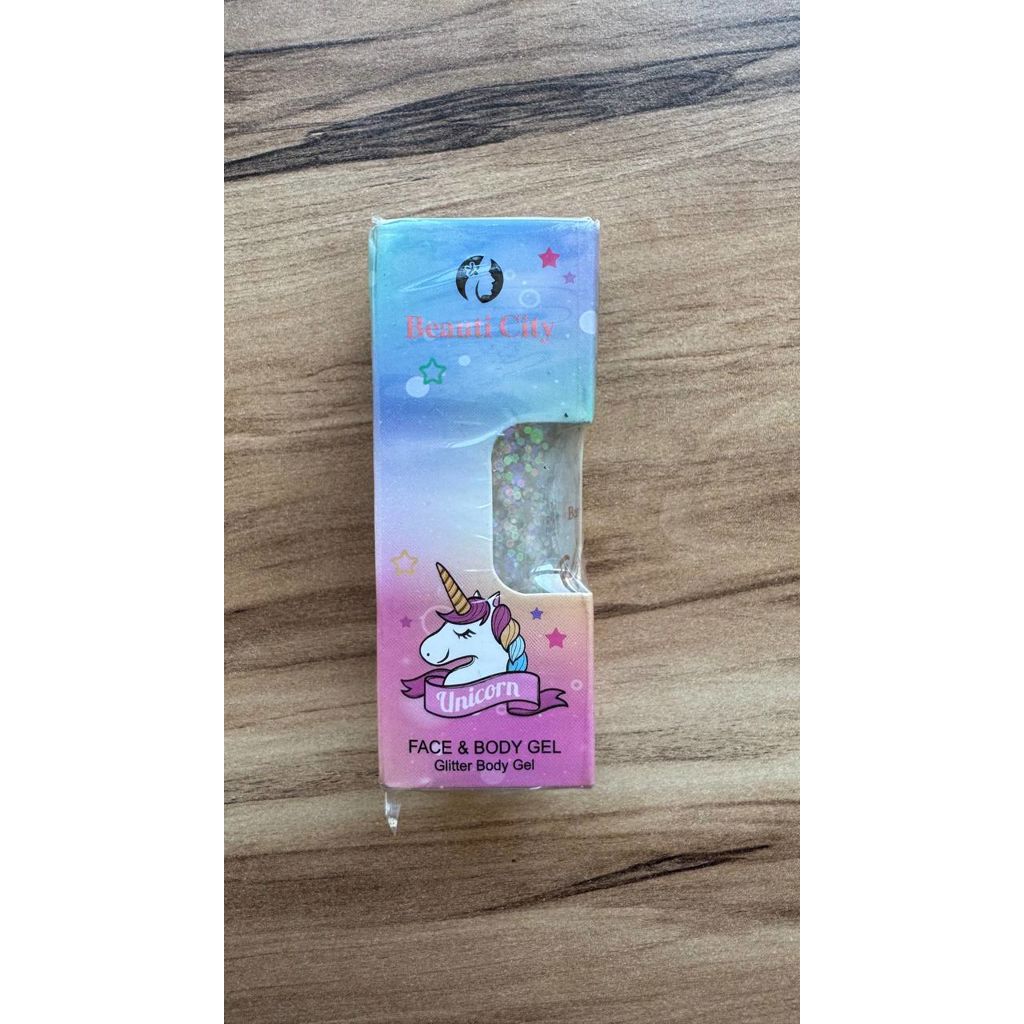 Beauti City
Unicorn
FACE & BODY GEL
Glitter Body Gel